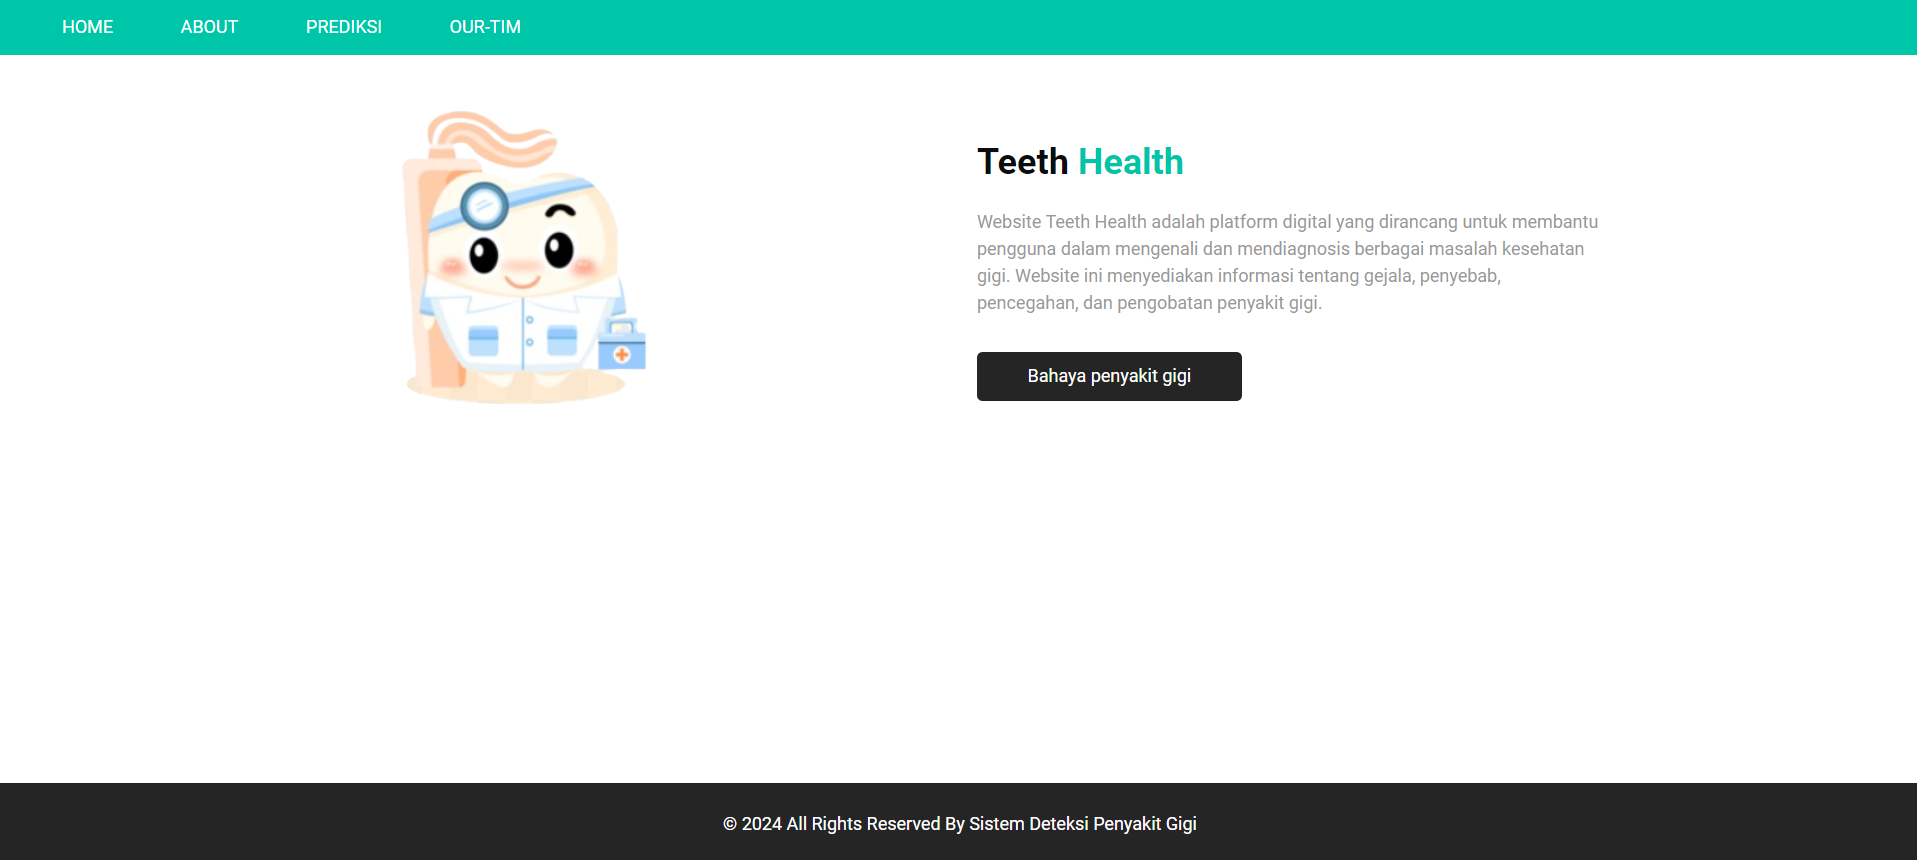 HOME ABOUT PREDIKSI OUR-TIM
Teeth Health
Website Teeth Health adalah platform digital yang dirancang untuk membantu
pengguna dalam mengenali dan mendiagnosis berbagai masalah kesehatan
gigi. Website ini menyediakan informasi tentang gejala, penyebab,
pencegahan, dan pengobatan penyakit gigi.
Bahaya penyakit gigi
© 2024 All Rights Reserved By Sistem Deteksi Penyakit Gigi